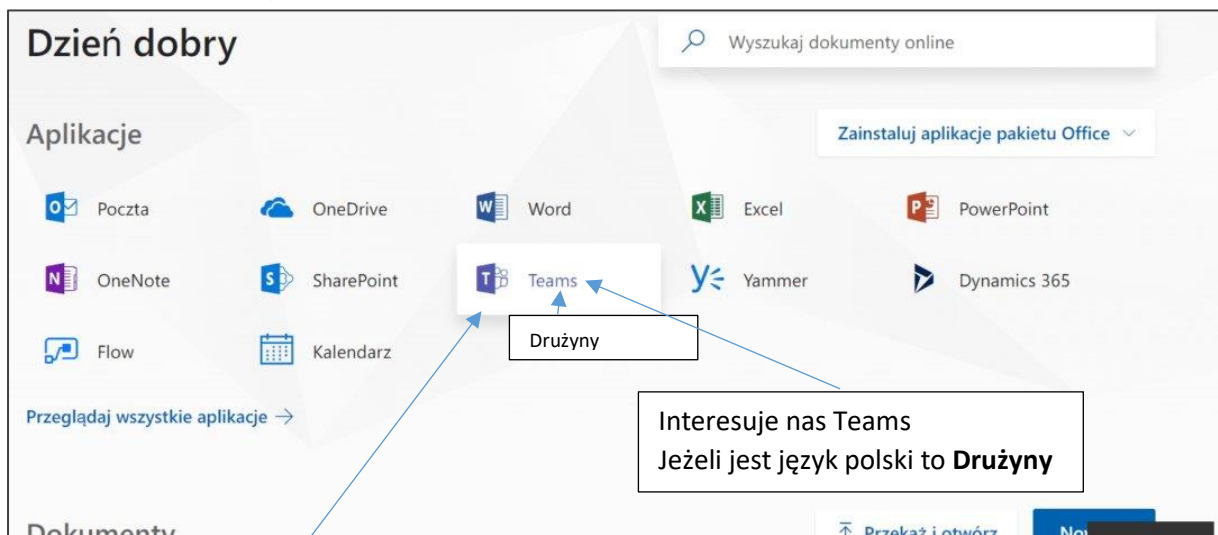 Dzień dobry
Wyszukaj dokumenty online
Aplikacje
Zainstaluj aplikacje pakietu Office
Poczta
OneDrive
Word
Excel
PowerPoint
OneNote
SharePoint
Teams
Yammer
Dynamics 365
Drużyny
Flow
Kalendarz
Przeglądaj wszystkie aplikacje →
Interesuje nas Teams
Jeżeli jest język polski to Drużyny
Dokumenty
Przekaż i otwórz